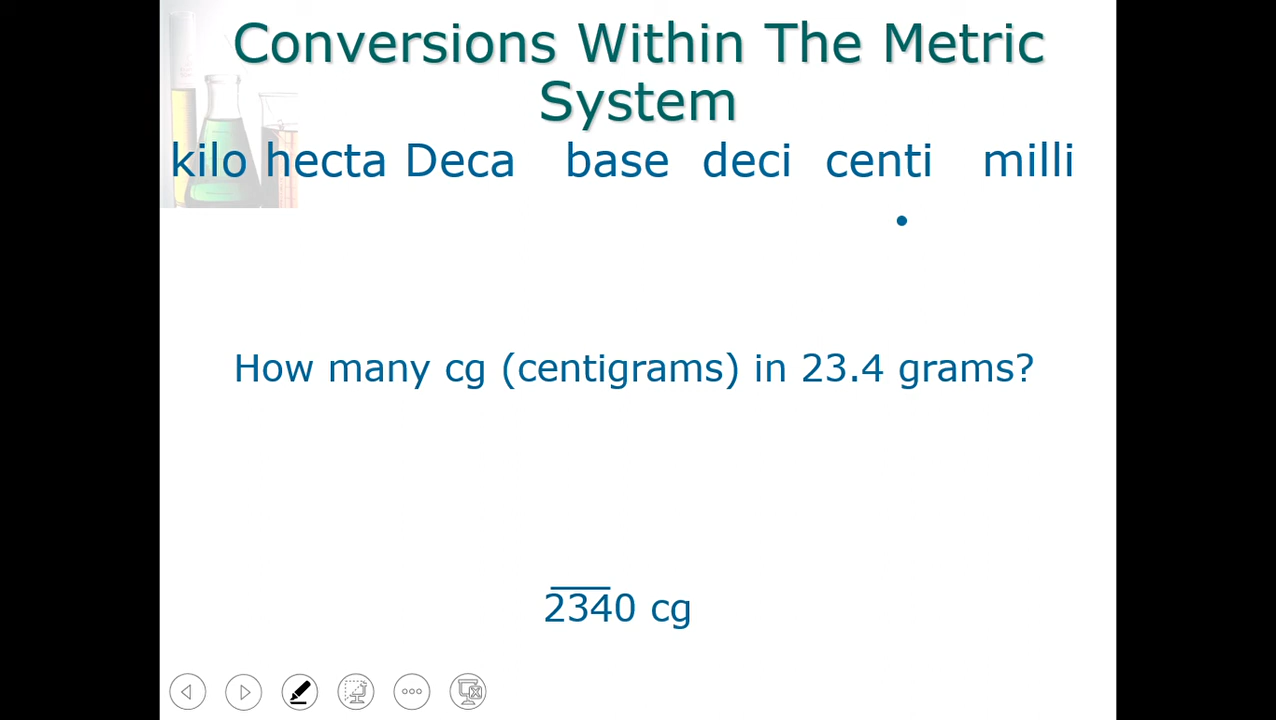 Conversions Within The Metric
System
kilo hecta Deca base deci centi milli
•
How many cg (centigrams) in 23.4 grams?
2340 cg